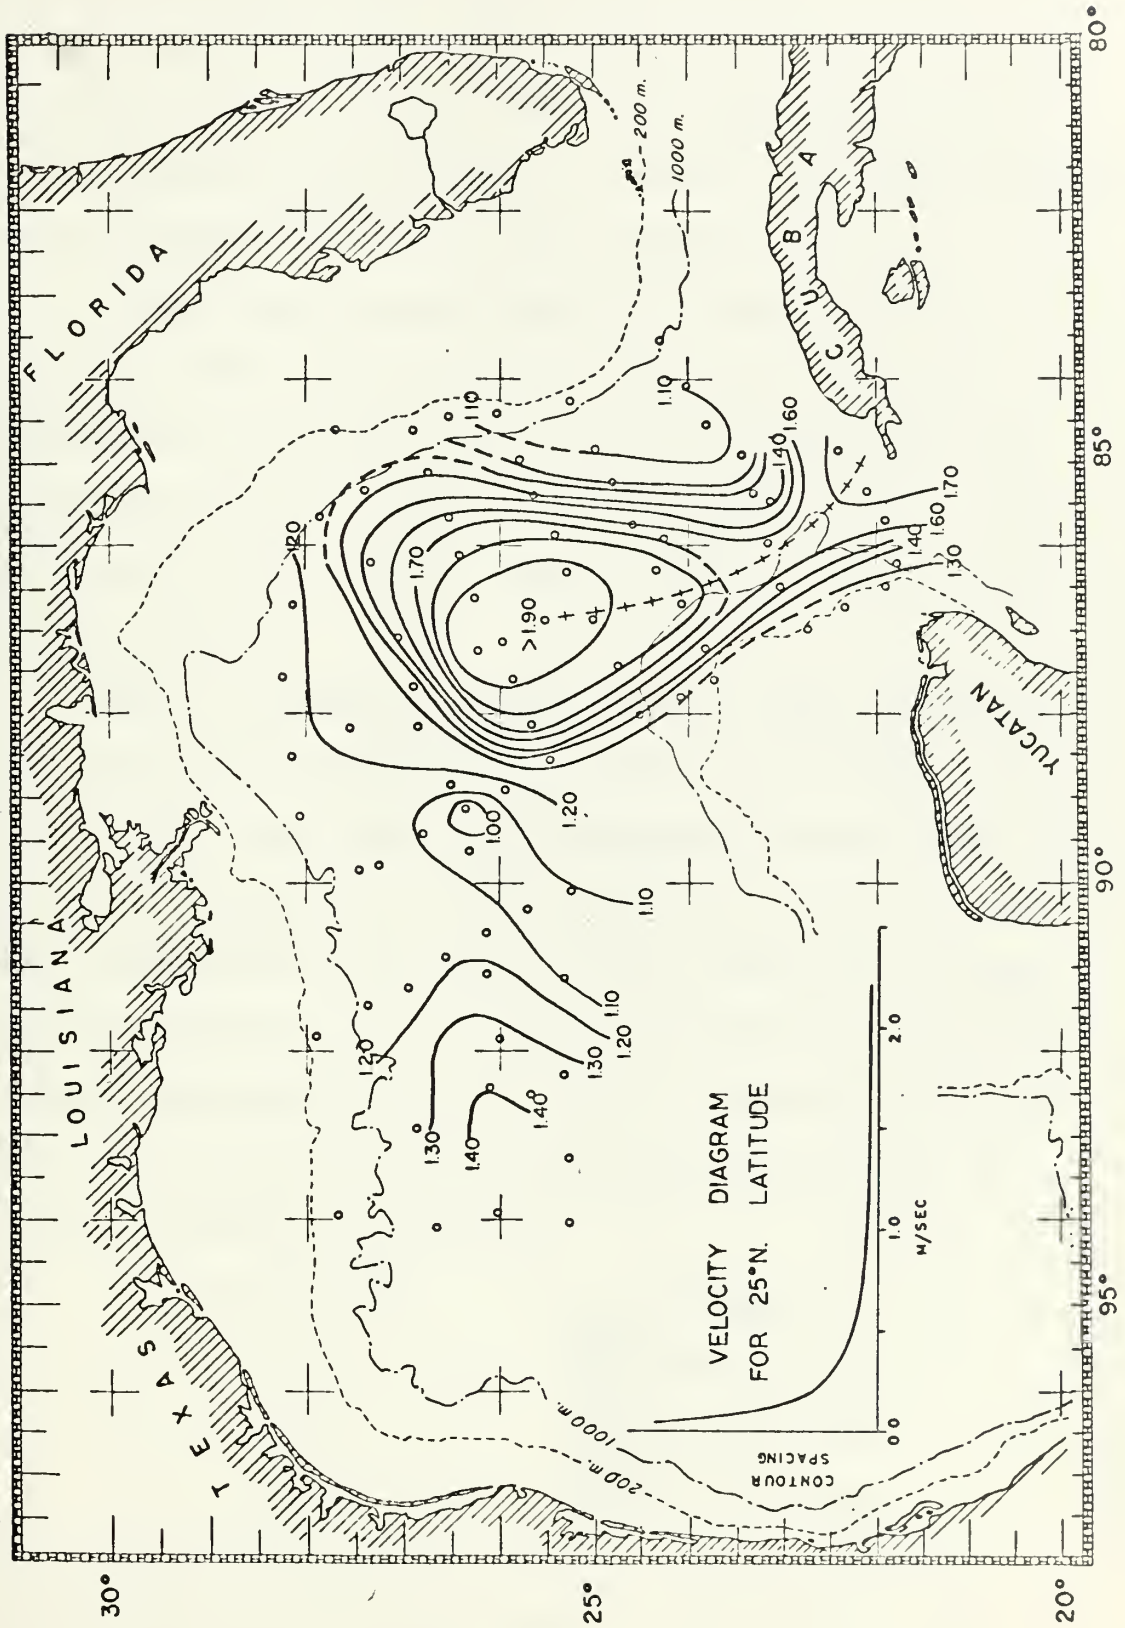 TEXAS
LOUISIANA
FLORIDA
CUBA
YUCATAN
30°
25°
20°
95°
90°
85°
80°
200 m.
1000 m.
1000 m.
200 m.
1.20
1.10
1.10
1.70
>1.90
1.60
1.40
1.70
1.60
1.40
1.30
1.20
1.00
1.10
1.10
1.20
1.20
1.30
1.30
1.40
1.40
VELOCITY DIAGRAM
FOR 25°N. LATITUDE
CONTOUR
SPACING
0.0
1.0
2.0
M/SEC